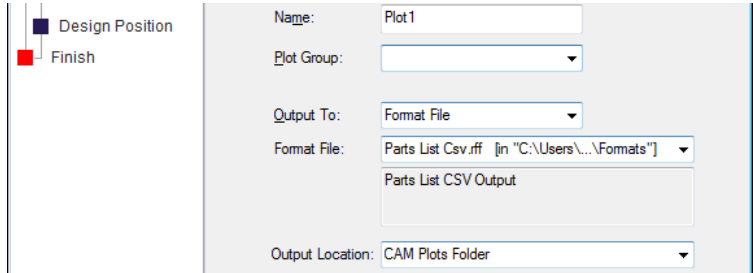 Design Position
Finish
Name: Plot1
Plot Group:
Output To: Format File
Format File: Parts List Csv.rff [in "C:\Users\...\Formats"]
Parts List CSV Output
Output Location: CAM Plots Folder